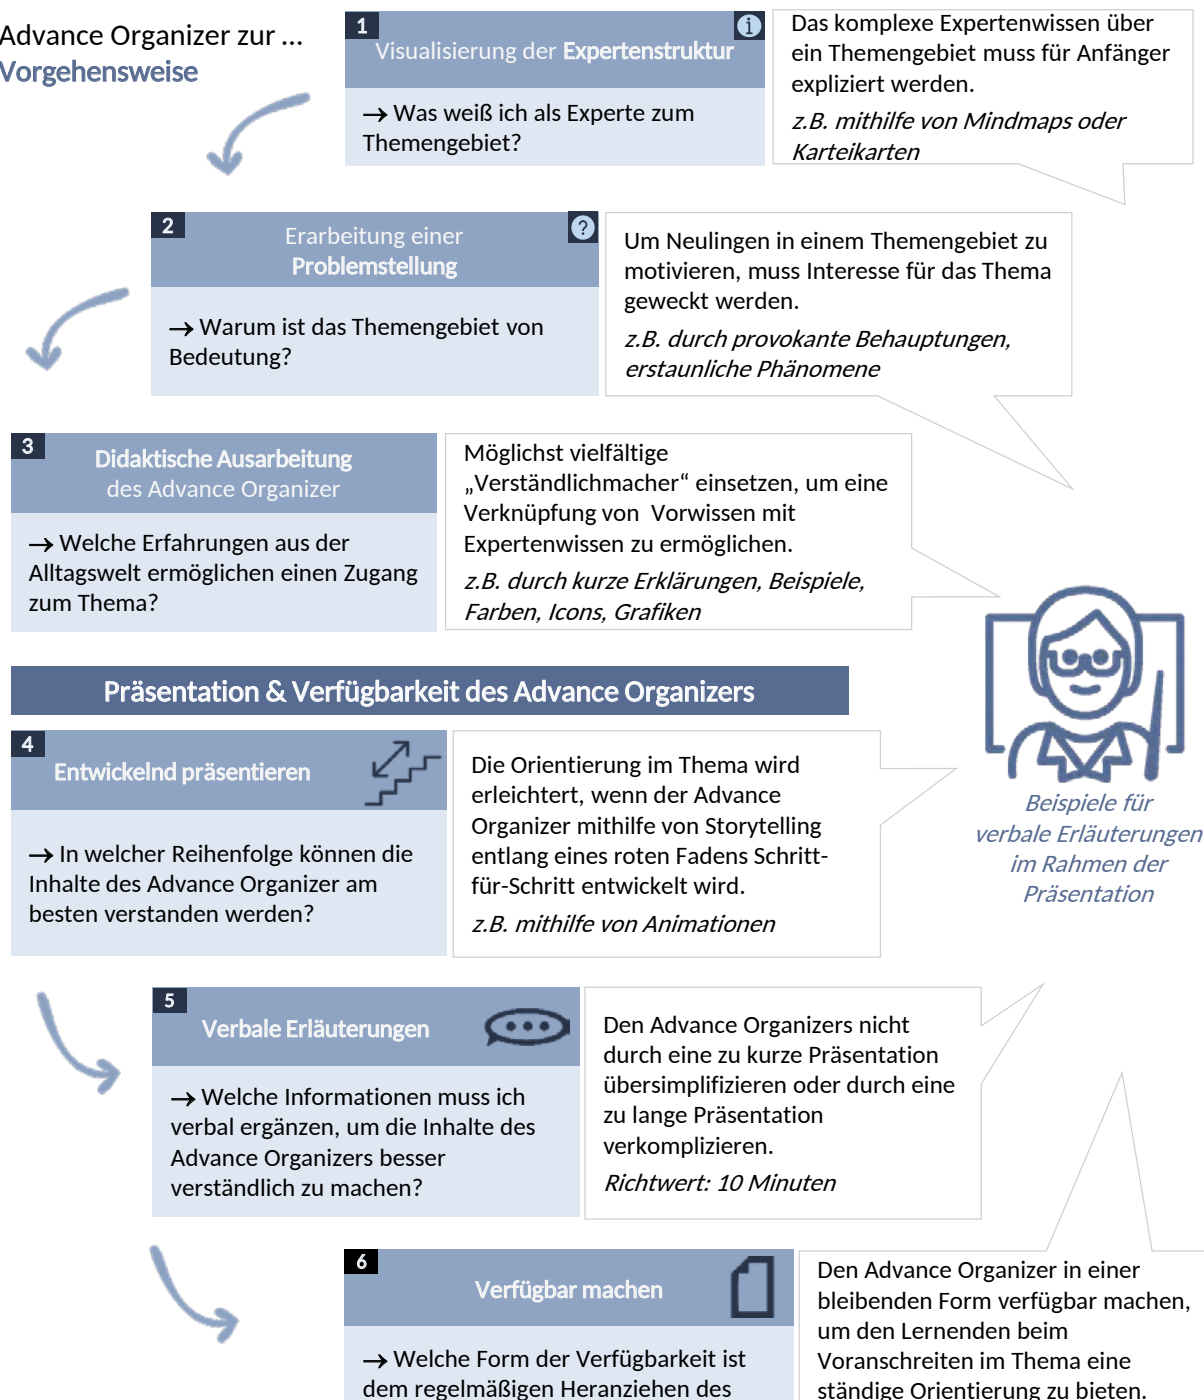 Advance Organizer zur ...
Vorgehensweise
1
Visualisierung der Expertenstruktur
→ Was weiß ich als Experte zum
Themengebiet?
Das komplexe Expertenwissen über
ein Themengebiet muss für Anfänger
expliziert werden.
z.B. mithilfe von Mindmaps oder
Karteikarten
2
Erarbeitung einer
Problemstellung
?
→ Warum ist das Themengebiet von
Bedeutung?
Um Neulingen in einem Themengebiet zu
motivieren, muss Interesse für das Thema
geweckt werden.
z.B. durch provokante Behauptungen,
erstaunliche Phänomene
3
Didaktische Ausarbeitung
des Advance Organizer
→ Welche Erfahrungen aus der
Alltagswelt ermöglichen einen Zugang
zum Thema?
Möglichst vielfältige
„Verständlichmacher“ einsetzen, um eine
Verknüpfung von Vorwissen mit
Expertenwissen zu ermöglichen.
z.B. durch kurze Erklärungen, Beispiele,
Farben, Icons, Grafiken
Präsentation & Verfügbarkeit des Advance Organizers
4
Entwickelnd präsentieren
→ In welcher Reihenfolge können die
Inhalte des Advance Organizer am
besten verstanden werden?
Die Orientierung im Thema wird
erleichtert, wenn der Advance
Organizer mithilfe von Storytelling
entlang eines roten Fadens Schritt-
für-Schritt entwickelt wird.
z.B. mithilfe von Animationen
Beispiele für
verbale Erläuterungen
im Rahmen der
Präsentation
5
Verbale Erläuterungen
→ Welche Informationen muss ich
verbal ergänzen, um die Inhalte des
Advance Organizers besser
verständlich zu machen?
Den Advance Organizers nicht
durch eine zu kurze Präsentation
übersimplifizieren oder durch eine
zu lange Präsentation
verkomplizieren.
Richtwert: 10 Minuten
6
Verfügbar machen
→ Welche Form der Verfügbarkeit ist
dem regelmäßigen Heranziehen des
Den Advance Organizer in einer
bleibenden Form verfügbar machen,
um den Lernenden beim
Voranschreiten im Thema eine
ständige Orientierung zu bieten.